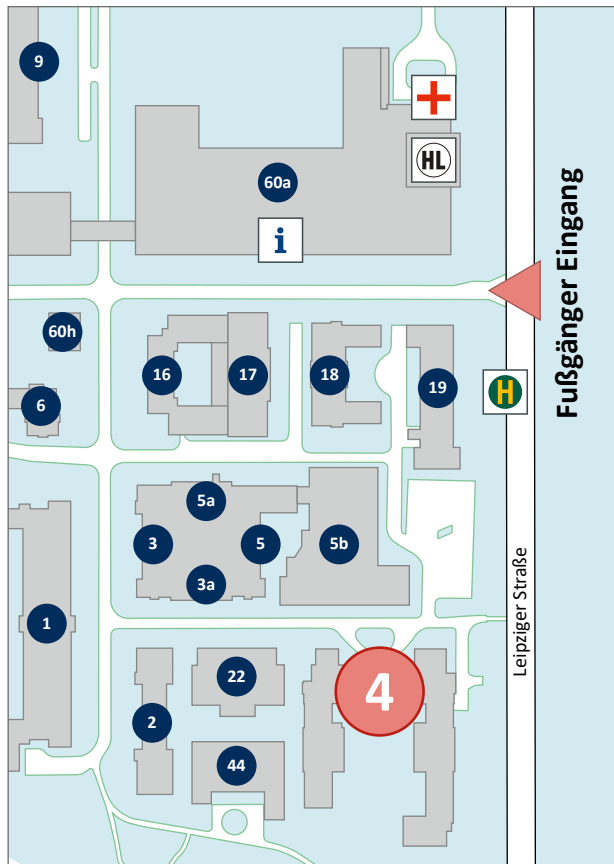 9
HL
60a
i
Fußgänger Eingang
60h
16
17
18
19
H
6
5a
3
5
5b
3a
1
Leipziger Straße
22
4
2
44